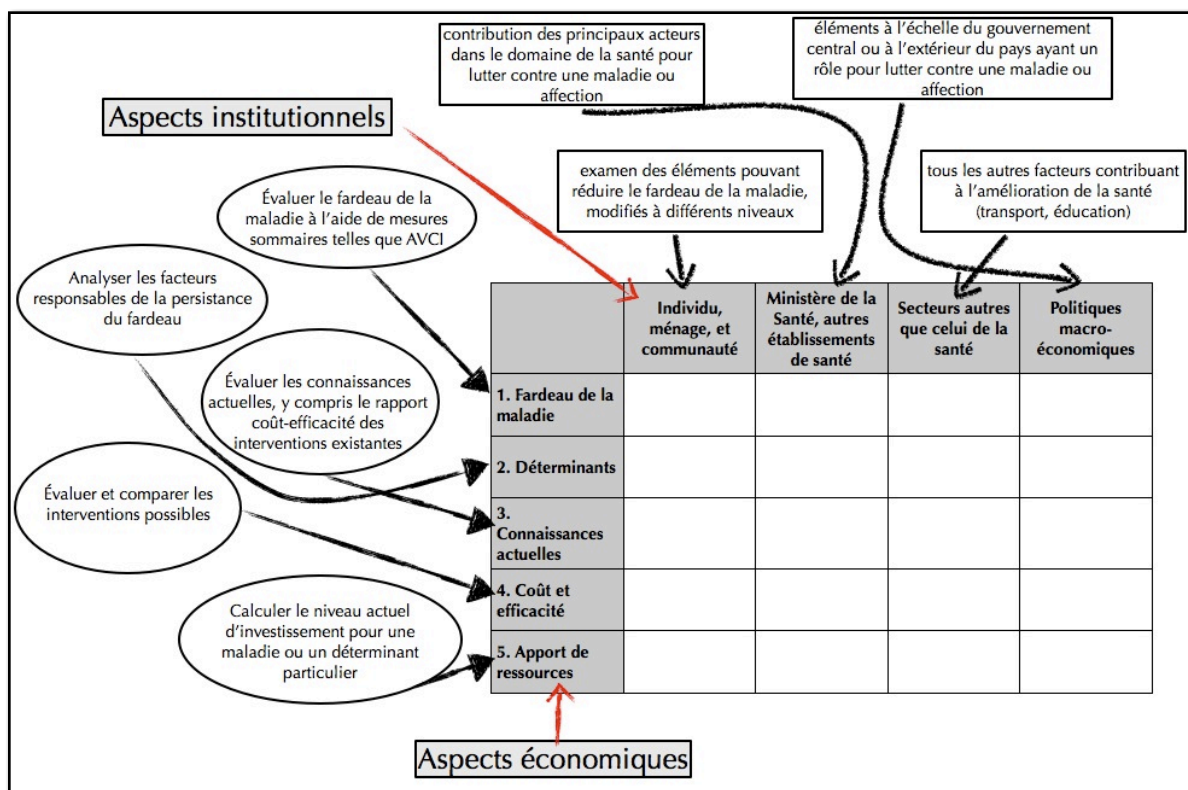 contribution des principaux acteurs
dans le domaine de la santé pour
lutter contre une maladie ou
affection
éléments à l'échelle du gouvernement
central ou à l'extérieur du pays ayant un
rôle pour lutter contre une maladie ou
affection
Aspects institutionnels
examen des éléments pouvant
réduire le fardeau de la maladie,
modifiés à différents niveaux
tous les autres facteurs contribuant
à l'amélioration de la santé
(transport, éducation)
Évaluer le fardeau de la
maladie à l'aide de mesures
sommaires telles que AVCI
Analyser les facteurs
responsables de la persistance
du fardeau
Évaluer les connaissances
actuelles, y compris le rapport
coût-efficacité des
interventions existantes
Évaluer et comparer les
interventions possibles
Calculer le niveau actuel
d'investissement pour une
maladie ou un déterminant
particulier
Individu,
ménage, et
communauté
Ministère de la
Santé, autres
établissements
de santé
Secteurs autres
que celui de la
santé
Politiques
macro-
économiques
1. Fardeau de la
maladie
2. Déterminants
3.
Connaissances
actuelles
4. Coût et
efficacité
5. Apport de
ressources
Aspects économiques